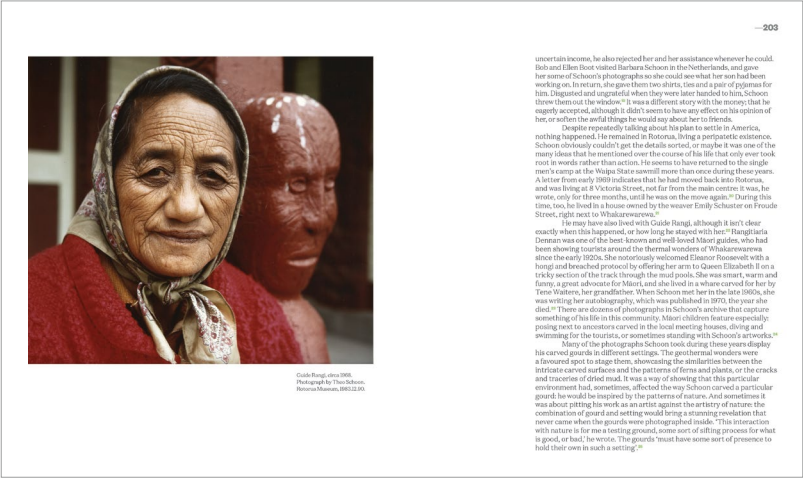 —203
uncertain income, he also rejected her and her assistance whenever he could.
Bob and Ellen Boot visited Barbara Schoon in the Netherlands, and gave
her some of Schoon's photographs so she could see what her son had been
working on. In return, she gave them two shirts, ties and a pair of pyjamas for
him. Disgusted and ungrateful when they were later handed to him, Schoon
threw them out the window. It was a different story with the money; that he
eagerly accepted, although it didn't seem to have any effect on his opinion of
her, or soften the awful things he would say about her to friends.
Despite repeatedly talking about his plan to settle in America,
nothing happened. He remained in Rotorua, living a peripatetic existence.
Schoon obviously couldn't get the details sorted, or maybe it was one of the
many ideas that he mentioned over the course of his life that only ever took
root in words rather than action. He seems to have returned to the single
men's camp at the Waipa State sawmill more than once during these years.
A letter from early 1969 indicates that he had moved back into Rotorua,
and was living at 8 Victoria Street, not far from the main centre: it was, he
wrote, only for three months, until he was on the move again. During this
time, too, he lived in a house owned by the weaver Emily Schuster on Froude
Street, right next to Whakarewarewa.
He may have also lived with Guide Rangi, although it isn't clear
exactly when this happened, or how long he stayed with her. Rangitiaria
Dennan was one of the best-known and well-loved Māori guides, who had
been showing tourists around the thermal wonders of Whakarewarewa
since the early 1920s. She notoriously welcomed Eleanor Roosevelt with a
hongi and breached protocol by offering her arm to Queen Elizabeth II on a
tricky section of the track through the mud pools. She was smart, warm and
funny, a great advocate for Māori, and she lived in a whare carved for her by
Tene Waitere, her grandfather. When Schoon met her in the late 1960s, she
was writing her autobiography, which was published in 1970, the year she
died. There are dozens of photographs in Schoon's archive that capture
something of his life in this community. Māori children feature especially:
posing next to ancestors carved in the local meeting houses, diving and
swimming for the tourists, or sometimes standing with Schoon's artworks.
Many of the photographs Schoon took during these years display
his carved gourds in different settings. The geothermal wonders were
a favoured spot to stage them, showcasing the similarities between the
intricate carved surfaces and the patterns of ferns and plants, or the cracks
and traceries of dried mud. It was a way of showing that this particular
environment had, sometimes, affected the way Schoon carved a particular
gourd: he would be inspired by the patterns of nature. And sometimes it
was about pitting his work as an artist against the artistry of nature: the
combination of gourd and setting would bring a stunning revelation that
never came when the gourds were photographed inside. 'This interaction
with nature is for me a testing ground, some sort of sifting process for what
is good, or bad,' he wrote. The gourds 'must have some sort of presence to
hold their own in such a setting'.
Guide Rangi, circa 1968.
Photograph by Theo Schoon.
Rotorua Museum,